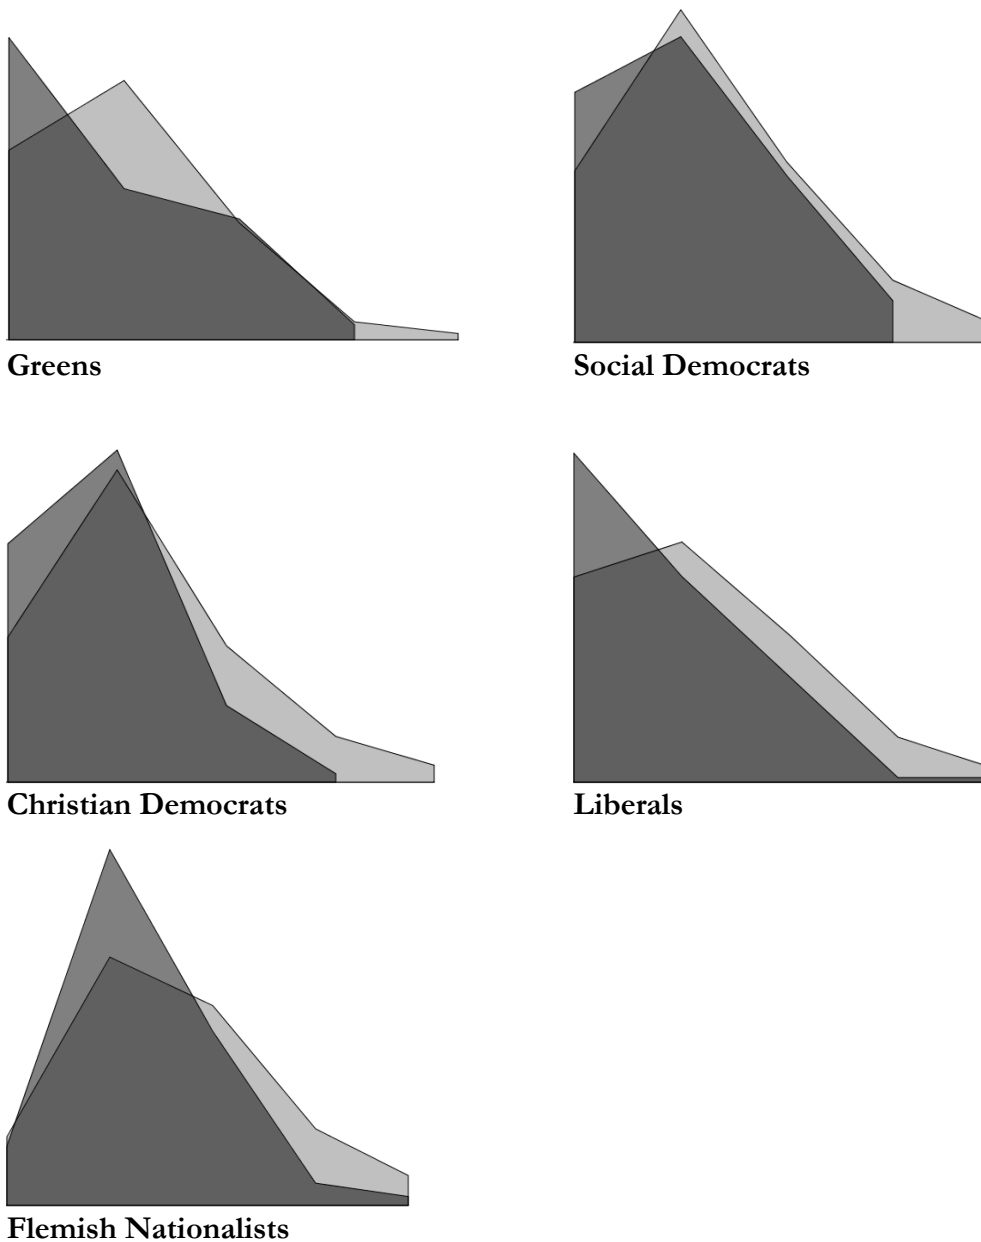 Greens
Social Democrats
Christian Democrats
Liberals
Flemish Nationalists